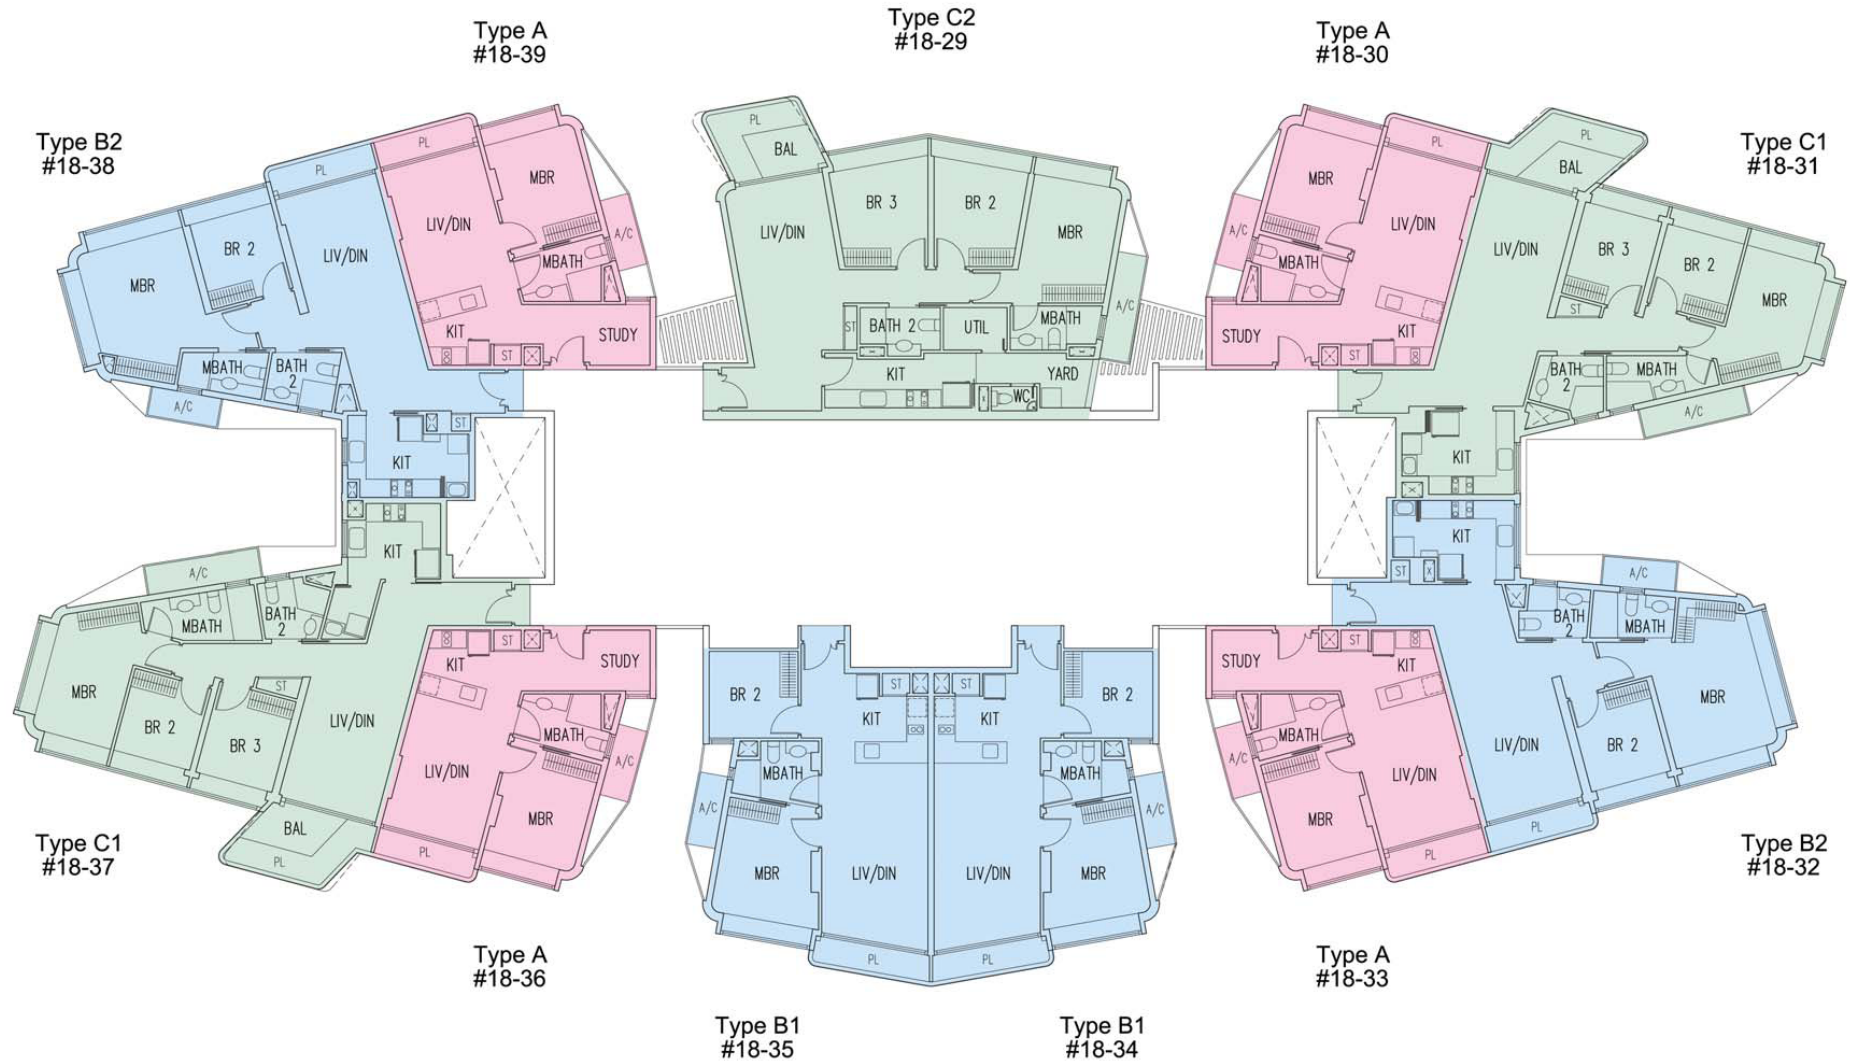 Type A
#18-39
Type C2
#18-29
Type A
#18-30
Type B2
#18-38
Type C1
#18-31
PL
MBR
LIV/DIN
A/C
MBATH
KIT
ST
STUDY
PL
BR 2
MBR
LIV/DIN
MBATH
BATH
2
A/C
ST
KIT
PL
BAL
BR 3
BR 2
LIV/DIN
MBR
A/C
ST
BATH 2
UTIL
MBATH
KIT
YARD
WC
PL
MBR
LIV/DIN
A/C
MBATH
STUDY
KIT
ST
PL
BAL
LIV/DIN
BR 3
BR 2
MBR
ST
BATH
2
MBATH
A/C
KIT
KIT
A/C
MBATH
BATH
2
MBR
BR 2
BR 3
ST
LIV/DIN
BAL
PL
KIT
ST
STUDY
MBATH
LIV/DIN
A/C
MBR
PL
BR 2
ST
KIT
MBATH
A/C
MBR
LIV/DIN
PL
ST
KIT
BR 2
MBATH
A/C
LIV/DIN
MBR
PL
STUDY
ST
KIT
MBATH
A/C
LIV/DIN
MBR
PL
KIT
ST
A/C
BATH
2
MBATH
MBR
LIV/DIN
BR 2
PL
Type C1
#18-37
Type B2
#18-32
Type A
#18-36
Type A
#18-33
Type B1
#18-35
Type B1
#18-34